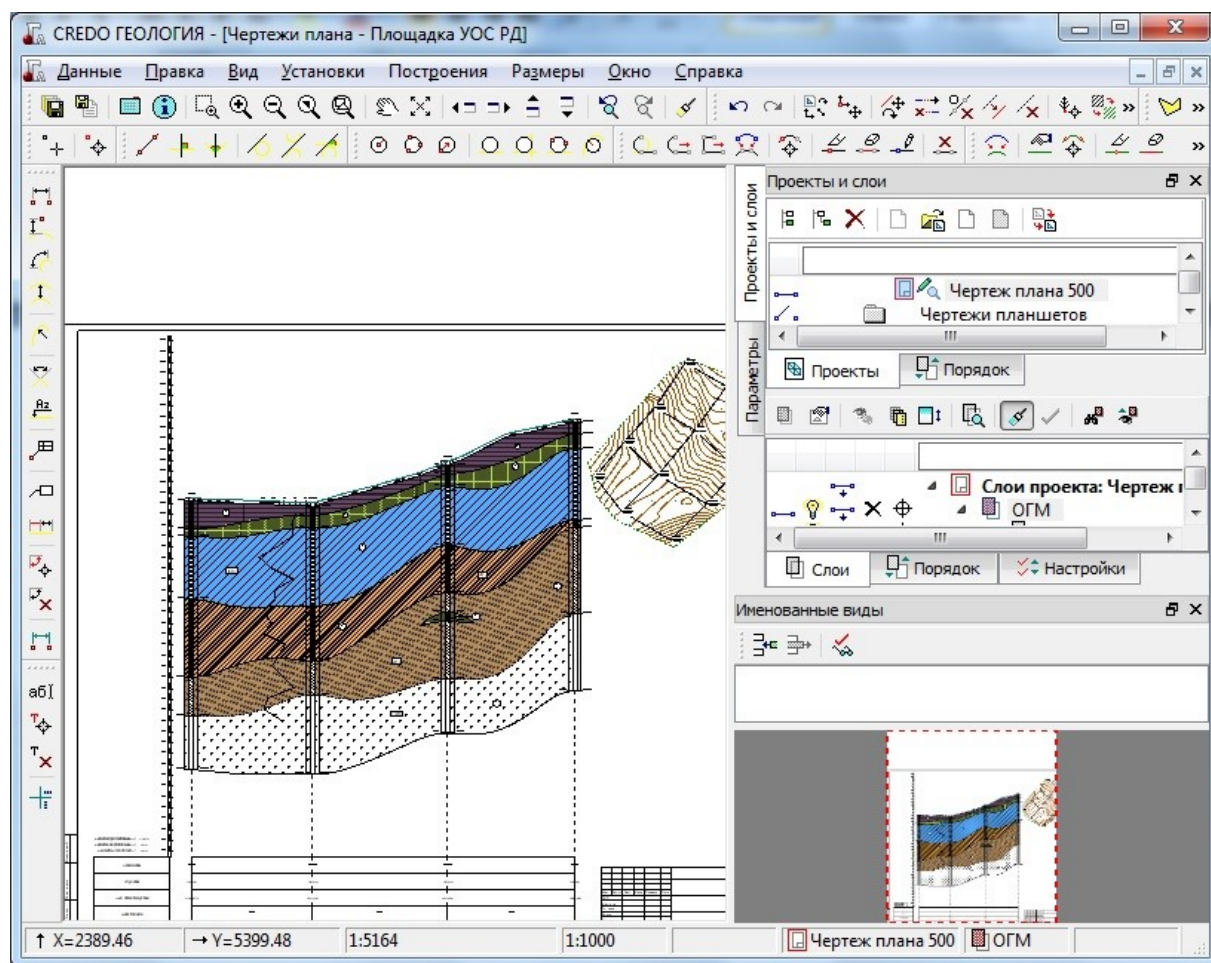 CREDO ГЕОЛОГИЯ - [Чертежи плана - Площадка УОС РД]
Данные Правка Вид Установки Построения Размеры Окно Справка
Проекты и слои
Проекты и слои
Параметры
Чертеж плана 500
Чертежи планшетов
Проекты Порядок
Слои проекта: Чертеж
ОГМ
Слои Порядок Настройки
Именованные виды
абI
X=2389.46 Y=5399.48 1:5164 1:1000 Чертеж плана 500 ОГМ